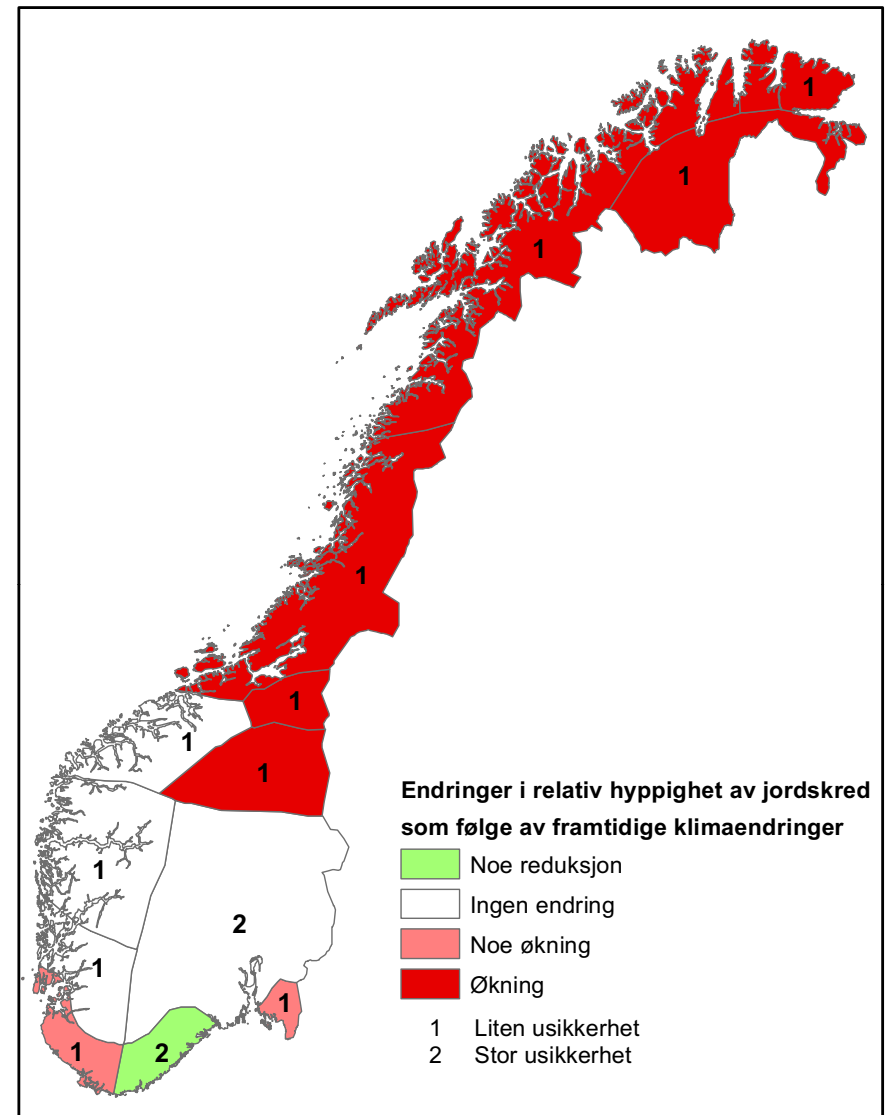 1
1
1
1
1
1
1
1
2
1
1
1
2
Endringer i relativ hyppighet av jordskred
som følge av framtidige klimaendringer
Noe reduksjon
Ingen endring
Noe økning
Økning
1 Liten usikkerhet
2 Stor usikkerhet